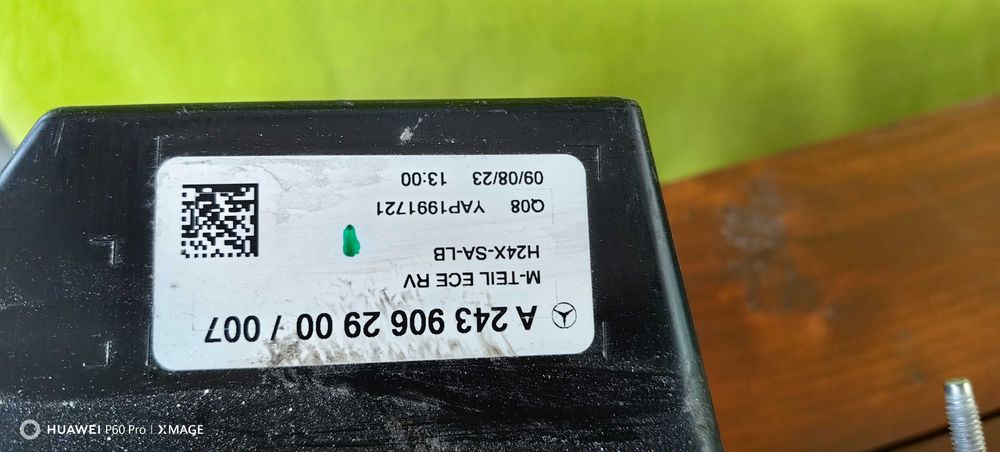 A 243 906 29 00 / 007
M-TEIL ECE RV
H24X-SA-LB
Q08 YAP1991721
09/08/23 13:00
HUAWEI P60 Pro | XMAGE